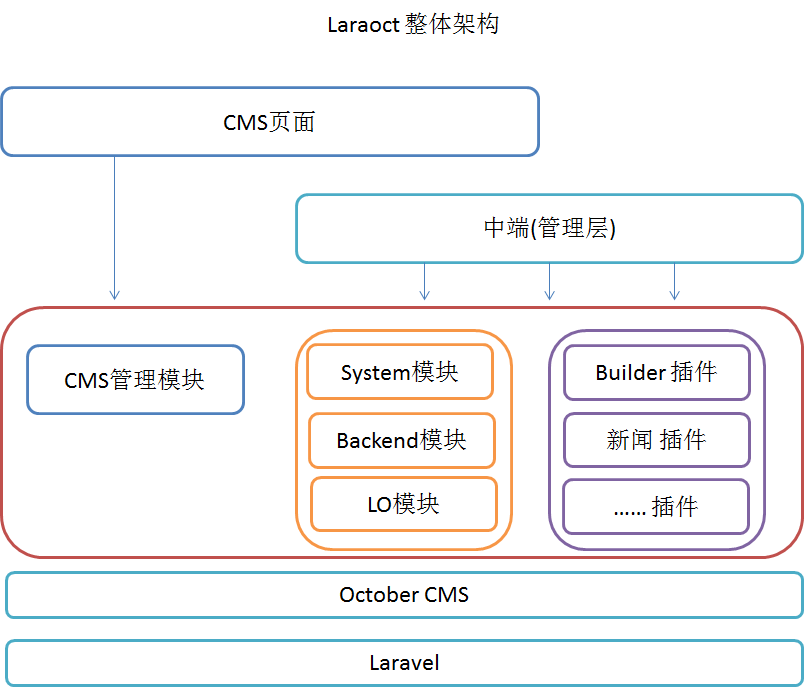 Laraoct 整体架构
CMS页面
中端(管理层)
CMS管理模块
System模块
Backend模块
LO模块
Builder 插件
新闻 插件
…… 插件
October CMS
Laravel